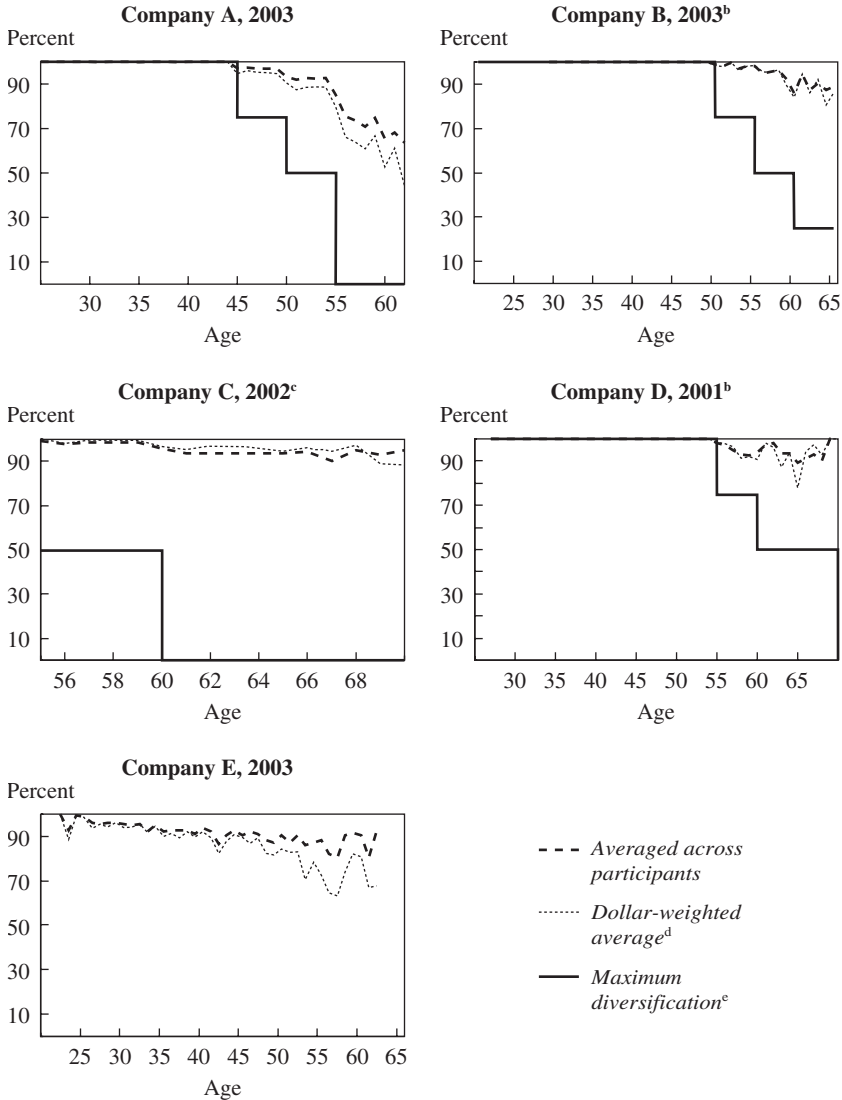 Company A, 2003
Percent
90
70
50
30
10
30 35 40 45 50 55 60
Age
Company B, 2003b
Percent
90
70
50
30
10
25 30 35 40 45 50 55 60 65
Age
Company C, 2002c
Percent
90
70
50
30
10
56 58 60 62 64 66 68
Age
Company D, 2001b
Percent
90
70
50
30
10
30 35 40 45 50 55 60 65
Age
Company E, 2003
Percent
90
70
50
30
10
25 30 35 40 45 50 55 60 65
Age
Averaged across
participants
Dollar-weighted
averaged
Maximum
diversificatione